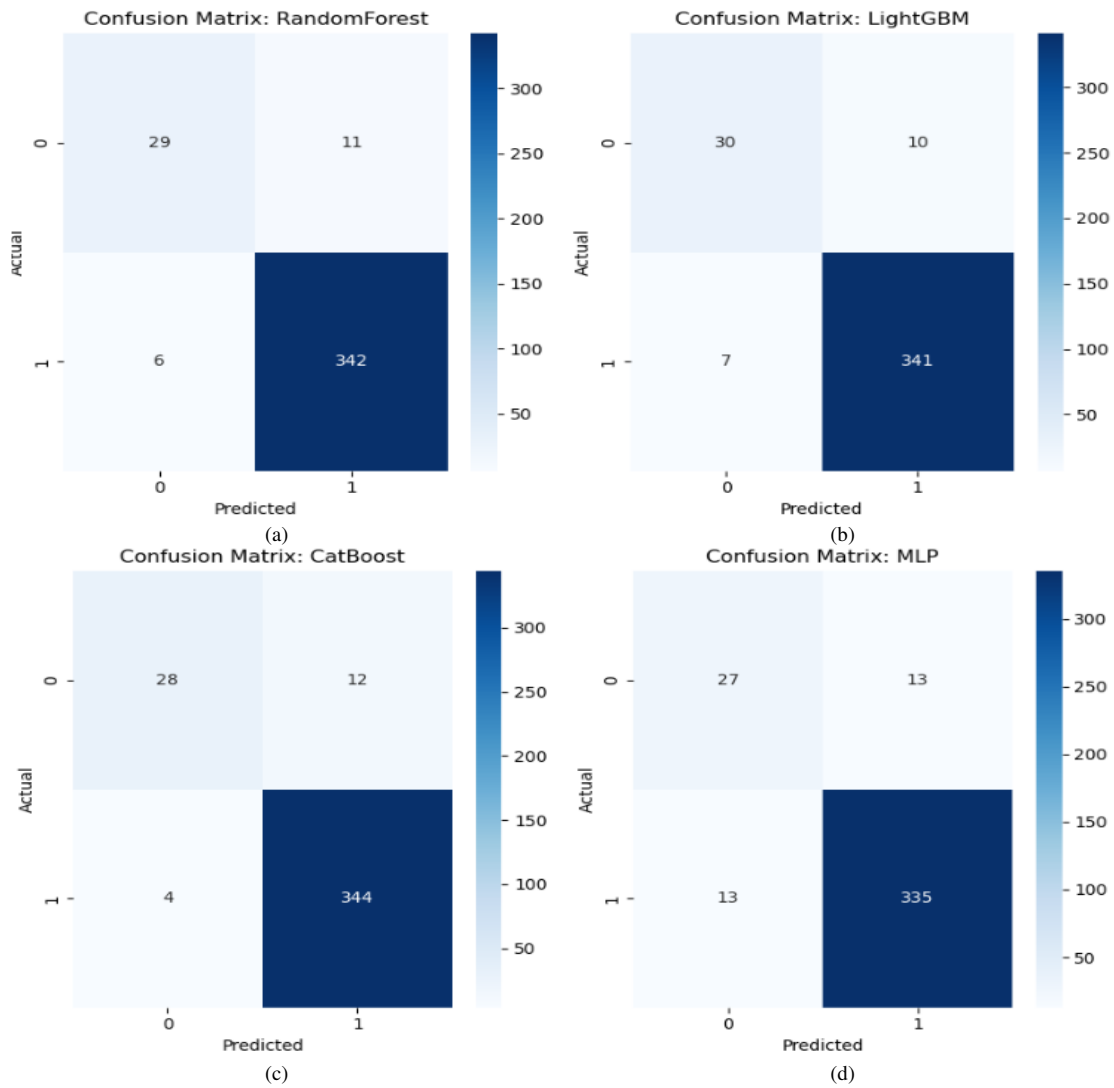 Confusion Matrix: RandomForest
29 11
6 342
0
1
Actual
0 1
Predicted
300
250
200
150
100
50
(a)
Confusion Matrix: LightGBM
30 10
7 341
0
1
Actual
0 1
Predicted
300
250
200
150
100
50
(b)
Confusion Matrix: CatBoost
28 12
4 344
0
1
Actual
0 1
Predicted
300
250
200
150
100
50
(c)
Confusion Matrix: MLP
27 13
13 335
0
1
Actual
0 1
Predicted
300
250
200
150
100
50
(d)